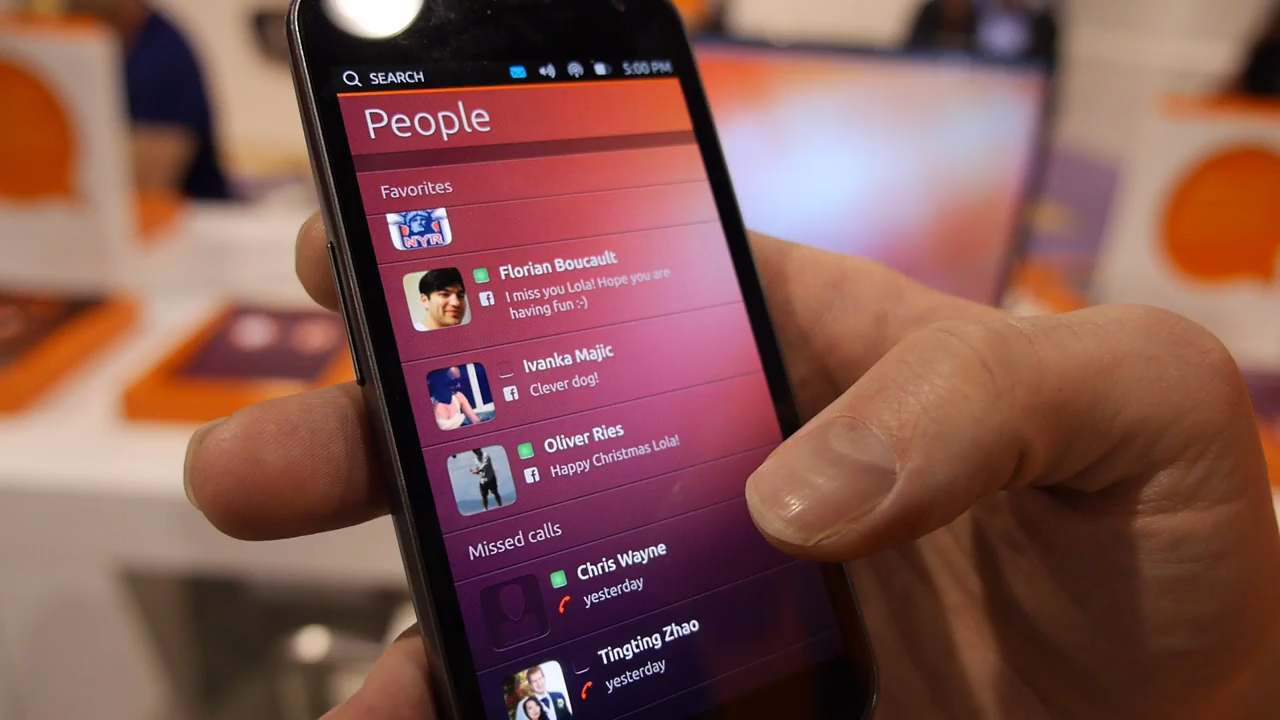 SEARCH
5:00 PM
People
Favorites
NYR
Florian Boucault
I miss you Lola! Hope you are
having fun :-)
Ivanka Majic
Clever dog!
Oliver Ries
Happy Christmas Lola!
Missed calls
Chris Wayne
yesterday
Tingting Zhao
yesterday